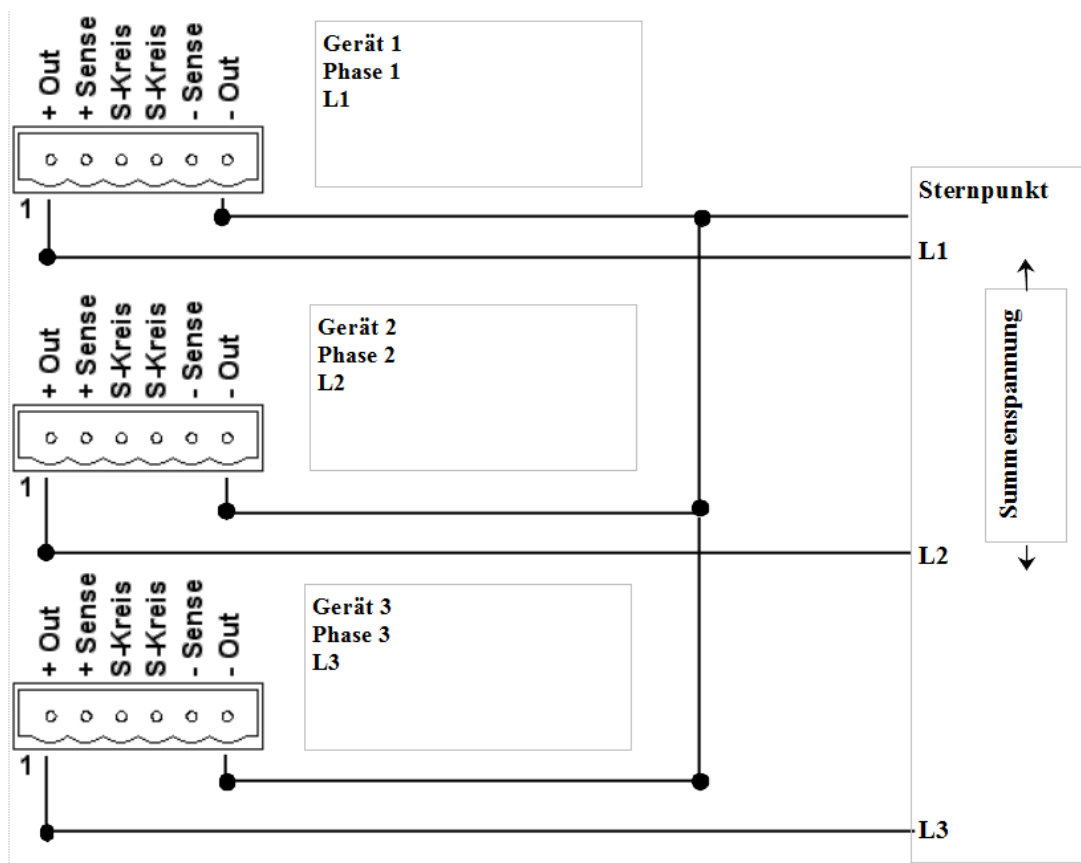 + Out
+ Sense
S-Kreis
S-Kreis
- Sense
- Out
1
Gerät 1
Phase 1
L1
Sternpunkt
L1
+ Out
+ Sense
S-Kreis
S-Kreis
- Sense
- Out
1
Gerät 2
Phase 2
L2
Summenspannung
L2
+ Out
+ Sense
S-Kreis
S-Kreis
- Sense
- Out
1
Gerät 3
Phase 3
L3
L3